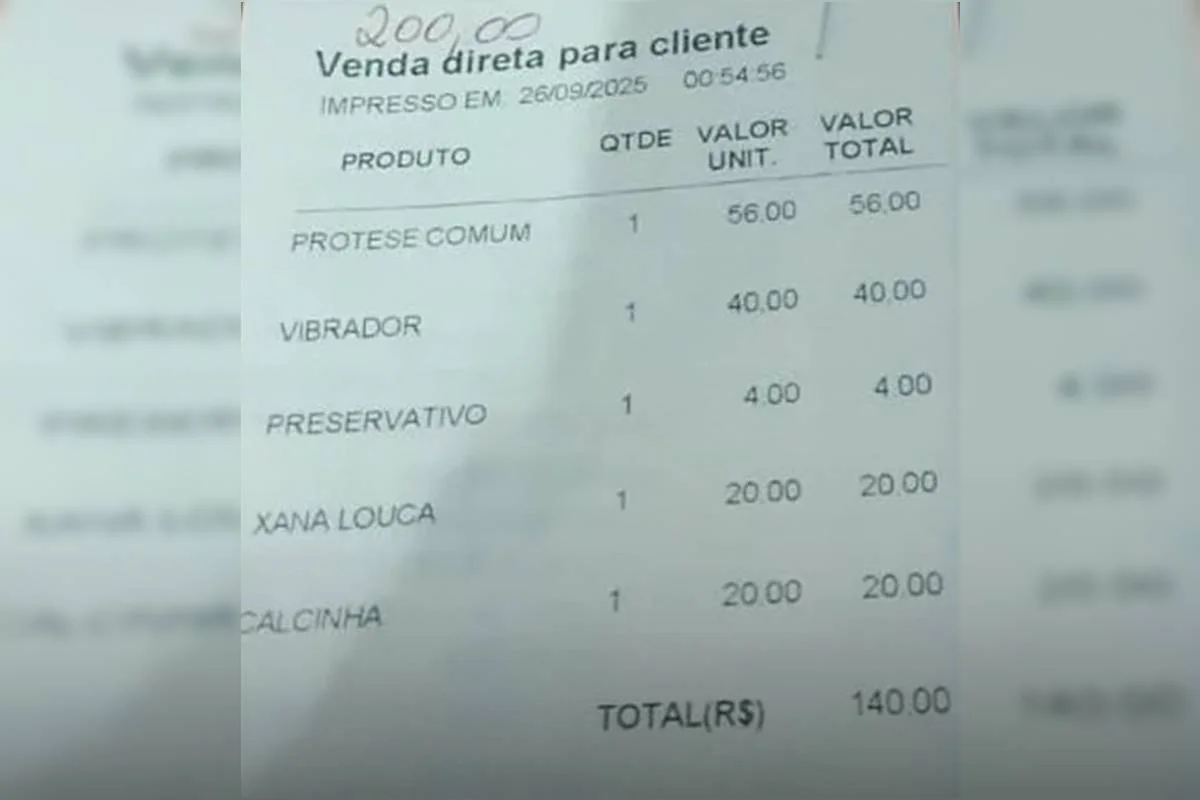 200,00
Venda direta para cliente
IMPRESSO EM: 26/09/2025 00:54:56
PRODUTO QTDE VALOR UNIT. VALOR TOTAL
PROTESE COMUM 1 56,00 56,00
VIBRADOR 1 40,00 40,00
PRESERVATIVO 1 4,00 4,00
XANA LOUCA 1 20,00 20,00
CALCINHA 1 20,00 20,00
TOTAL(R$) 140,00